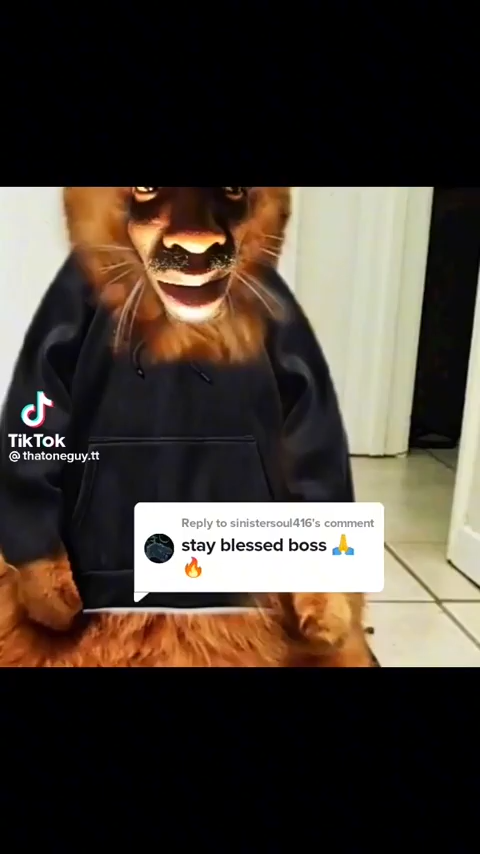 TikTok
@thatoneguy.tt
Reply to sinistersoul416's comment
stay blessed boss 🙏
🔥